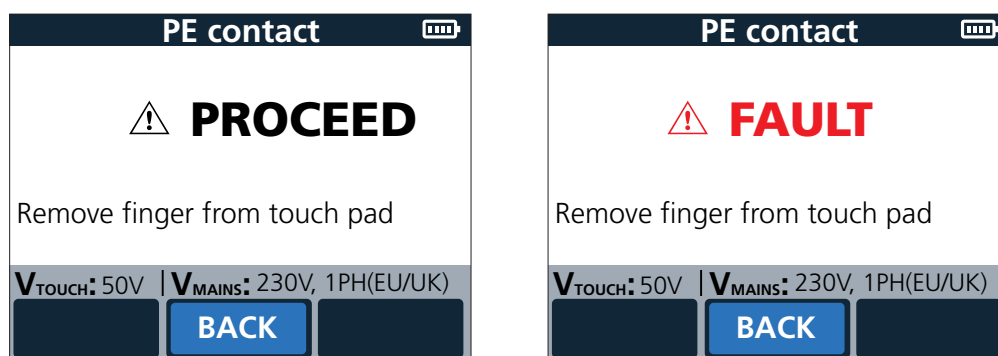 PE contact
PROCEED
Remove finger from touch pad
VTOUCH: 50V | VMAINS: 230V, 1PH(EU/UK)
BACK
PE contact
FAULT
Remove finger from touch pad
VTOUCH: 50V | VMAINS: 230V, 1PH(EU/UK)
BACK